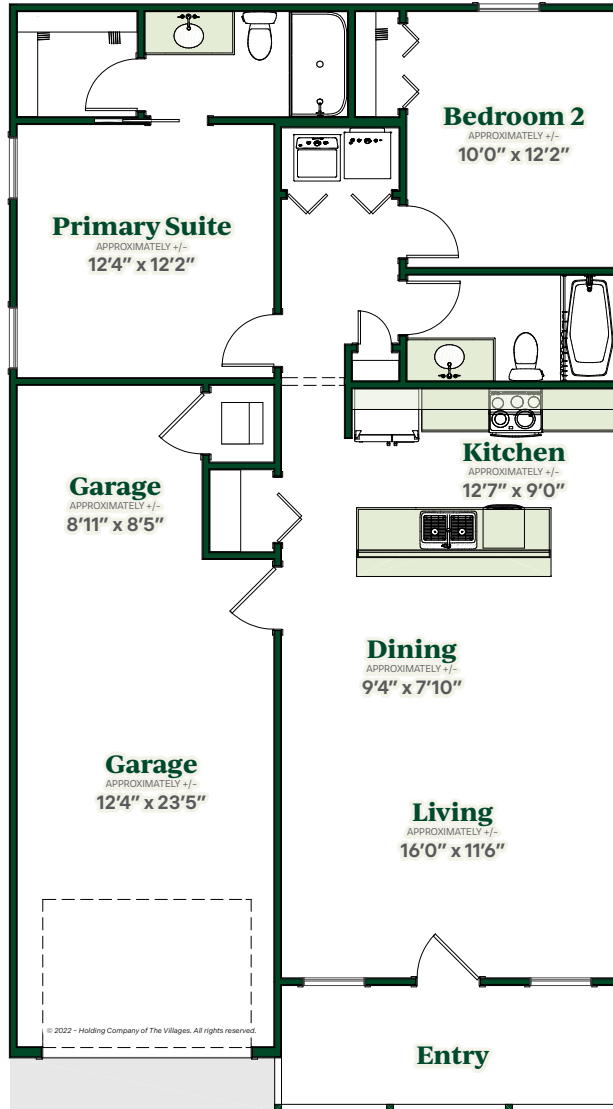 Bedroom 2
APPROXIMATELY +/-
10’0” x 12’2”
Primary Suite
APPROXIMATELY +/-
12’4” x 12’2”
Kitchen
APPROXIMATELY +/-
12’7” x 9’0”
Garage
APPROXIMATELY +/-
8’11” x 8’5”
Dining
APPROXIMATELY +/-
9’4” x 7’10”
Garage
APPROXIMATELY +/-
12’4” x 23’5”
Living
APPROXIMATELY +/-
16’0” x 11’6”
© 2022 – Holding Company of The Villages. All rights reserved.
Entry